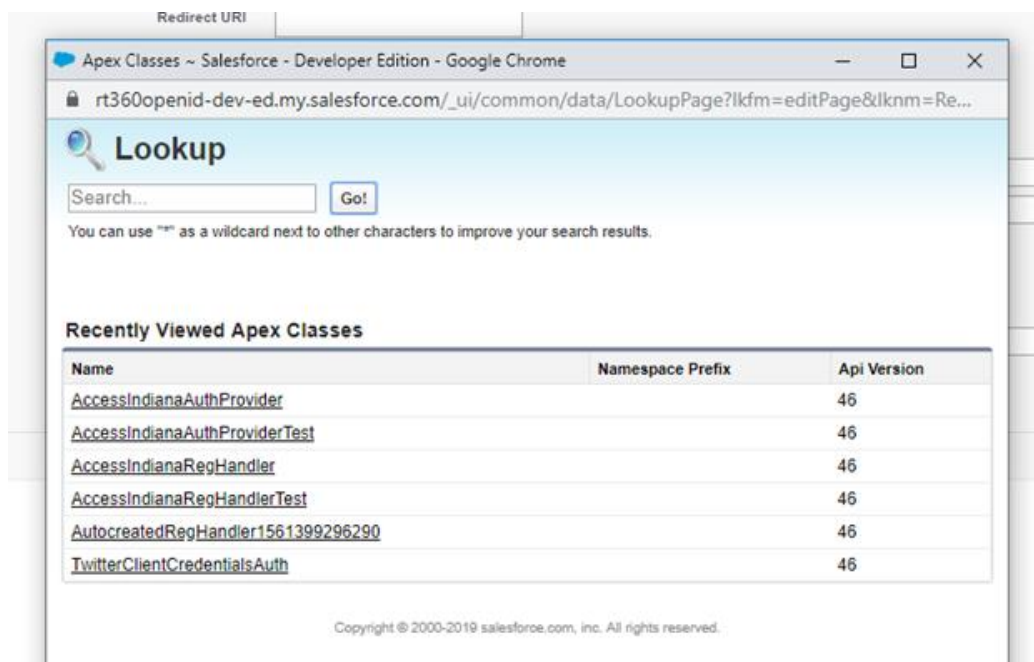 Redirect URI
Apex Classes ~ Salesforce - Developer Edition - Google Chrome
rt360openid-dev-ed.my.salesforce.com/_ui/common/data/LookupPage?lkfm=editPage&lknm=Re...
Lookup
Search... Go!
You can use "*" as a wildcard next to other characters to improve your search results.
Recently Viewed Apex Classes
Name Namespace Prefix Api Version
AccessIndianaAuthProvider 46
AccessIndianaAuthProviderTest 46
AccessIndianaRegHandler 46
AccessIndianaRegHandlerTest 46
AutocreatedRegHandler1561399296290 46
TwitterClientCredentialsAuth 46
Copyright © 2000-2019 salesforce.com, inc. All rights reserved.